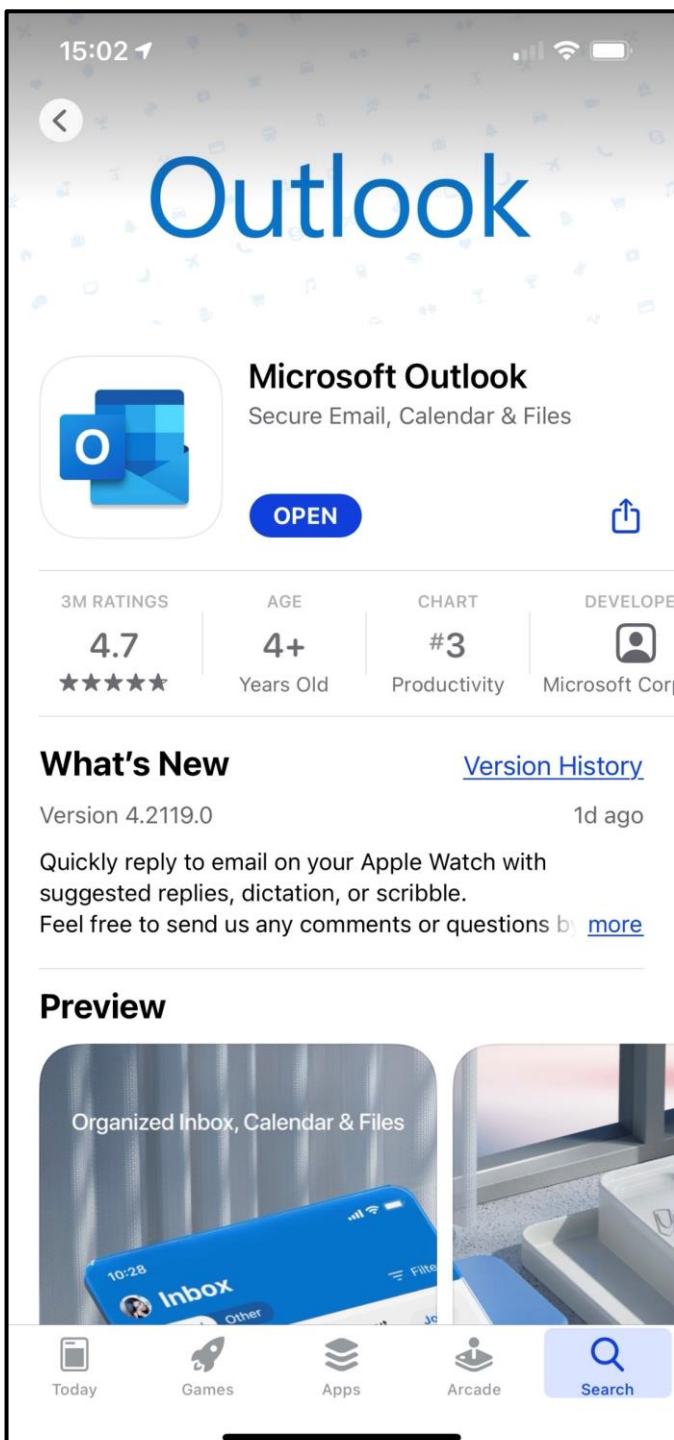 15:02
Outlook
Microsoft Outlook
Secure Email, Calendar & Files
O
OPEN
3M RATINGS
4.7
AGE
4+
Years Old
CHART
#3
Productivity
DEVELOPE
Microsoft Corp
What's New
Version History
Version 4.2119.0
1d ago
Quickly reply to email on your Apple Watch with
suggested replies, dictation, or scribble.
Feel free to send us any comments or questions by more
Preview
Organized Inbox, Calendar & Files
10:28
Inbox
Filte
Other
Today
Games
Apps
Arcade
Search